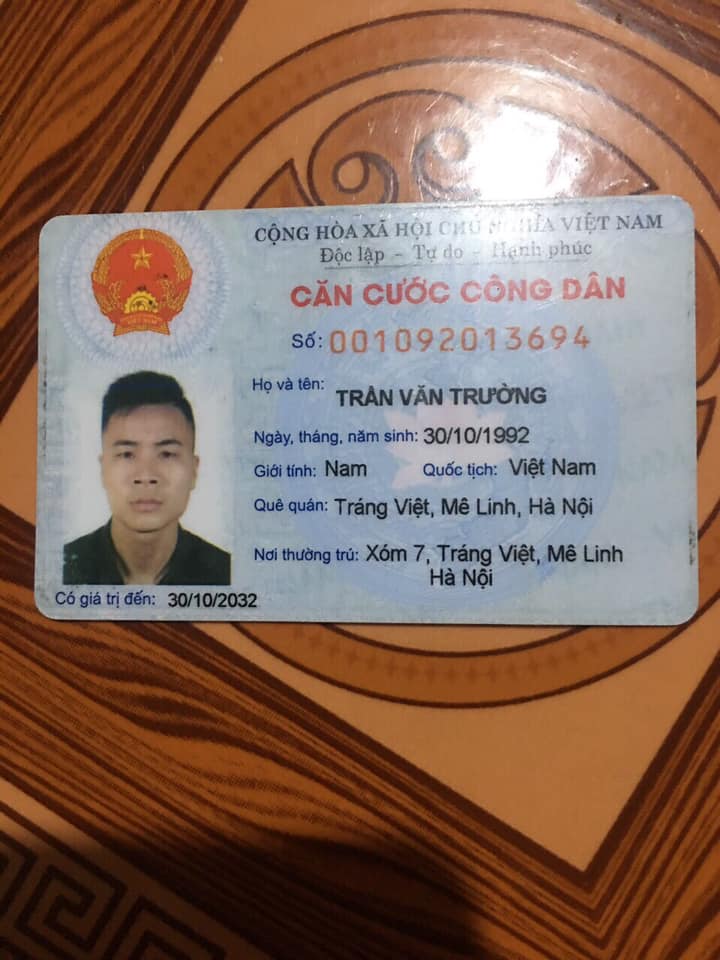 CỘNG HÒA XÃ HỘI CHỦ NGHĨA VIỆT NAM
Độc lập - Tự do - Hạnh phúc
CĂN CƯỚC CÔNG DÂN
Số: 001092013694
Họ và tên: TRẦN VĂN TRƯỜNG
Ngày, tháng, năm sinh: 30/10/1992
Giới tính: Nam Quốc tịch: Việt Nam
Quê quán: Tráng Việt, Mê Linh, Hà Nội
Nơi thường trú: Xóm 7, Tráng Việt, Mê Linh
Hà Nội
Có giá trị đến: 30/10/2032